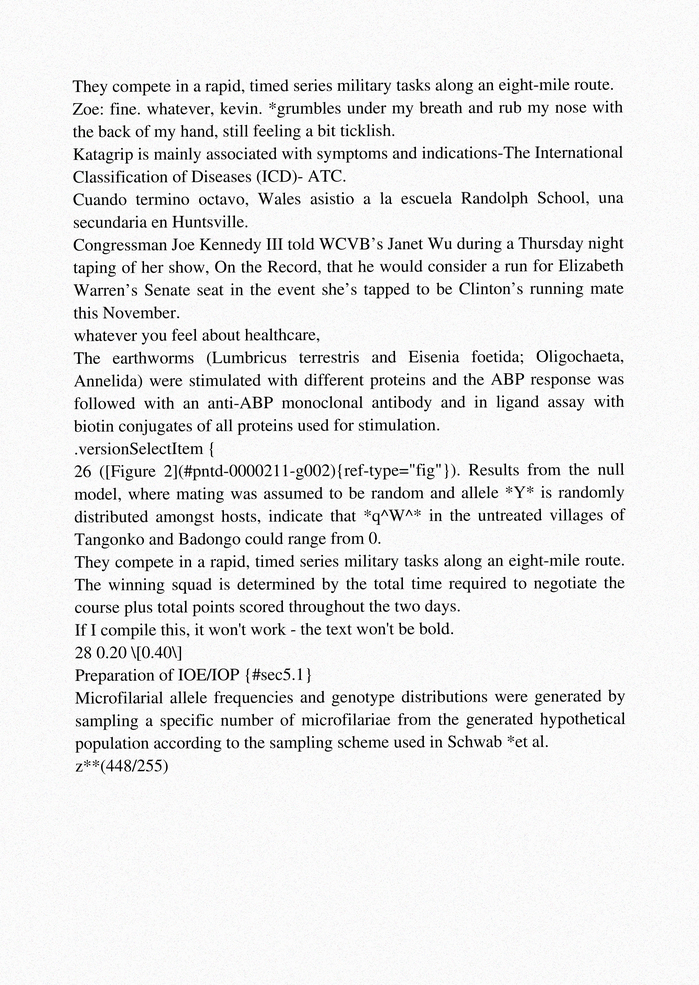 They compete in a rapid, timed series military tasks along an eight-mile route.
Zoe: fine. whatever, kevin. *grumbles under my breath and rub my nose with
the back of my hand, still feeling a bit ticklish.
Katagrip is mainly associated with symptoms and indications-The International
Classification of Diseases (ICD)- ATC.
Cuando termino octavo, Wales asistio a la escuela Randolph School, una
secundaria en Huntsville.
Congressman Joe Kennedy III told WCVB’s Janet Wu during a Thursday night
taping of her show, On the Record, that he would consider a run for Elizabeth
Warren’s Senate seat in the event she’s tapped to be Clinton’s running mate
this November.
whatever you feel about healthcare,
The earthworms (Lumbricus terrestris and Eisenia foetida; Oligochaeta,
Annelida) were stimulated with different proteins and the ABP response was
followed with an anti-ABP monoclonal antibody and in ligand assay with
biotin conjugates of all proteins used for stimulation.
.versionSelectItem {
26 ([Figure 2](#pntd-0000211-g002){ref-type="fig"}). Results from the null
model, where mating was assumed to be random and allele *Y* is randomly
distributed amongst hosts, indicate that *q^W^* in the untreated villages of
Tangonko and Badongo could range from 0.
They compete in a rapid, timed series military tasks along an eight-mile route.
The winning squad is determined by the total time required to negotiate the
course plus total points scored throughout the two days.
If I compile this, it won't work - the text won't be bold.
28 0.20 \[0.40\]
Preparation of IOE/IOP {#sec5.1}
Microfilarial allele frequencies and genotype distributions were generated by
sampling a specific number of microfilariae from the generated hypothetical
population according to the sampling scheme used in Schwab *et al.
z**(448/255)